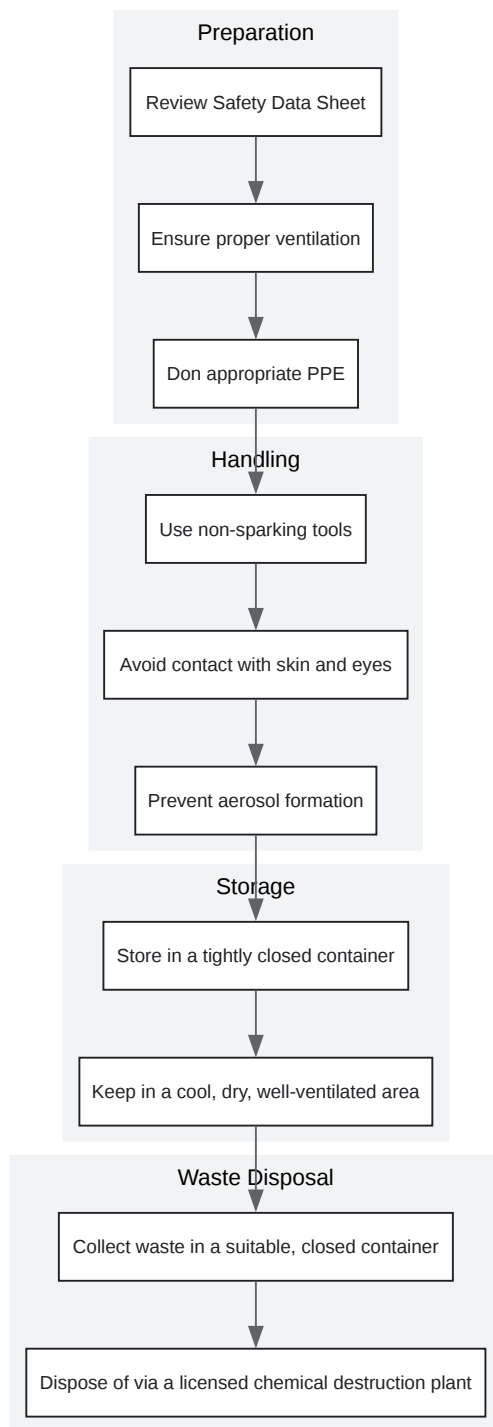 Preparation
Review Safety Data Sheet
Ensure proper ventilation
Don appropriate PPE
Handling
Use non-sparking tools
Avoid contact with skin and eyes
Prevent aerosol formation
Storage
Store in a tightly closed container
Keep in a cool, dry, well-ventilated area
Waste Disposal
Collect waste in a suitable, closed container
Dispose of via a licensed chemical destruction plant